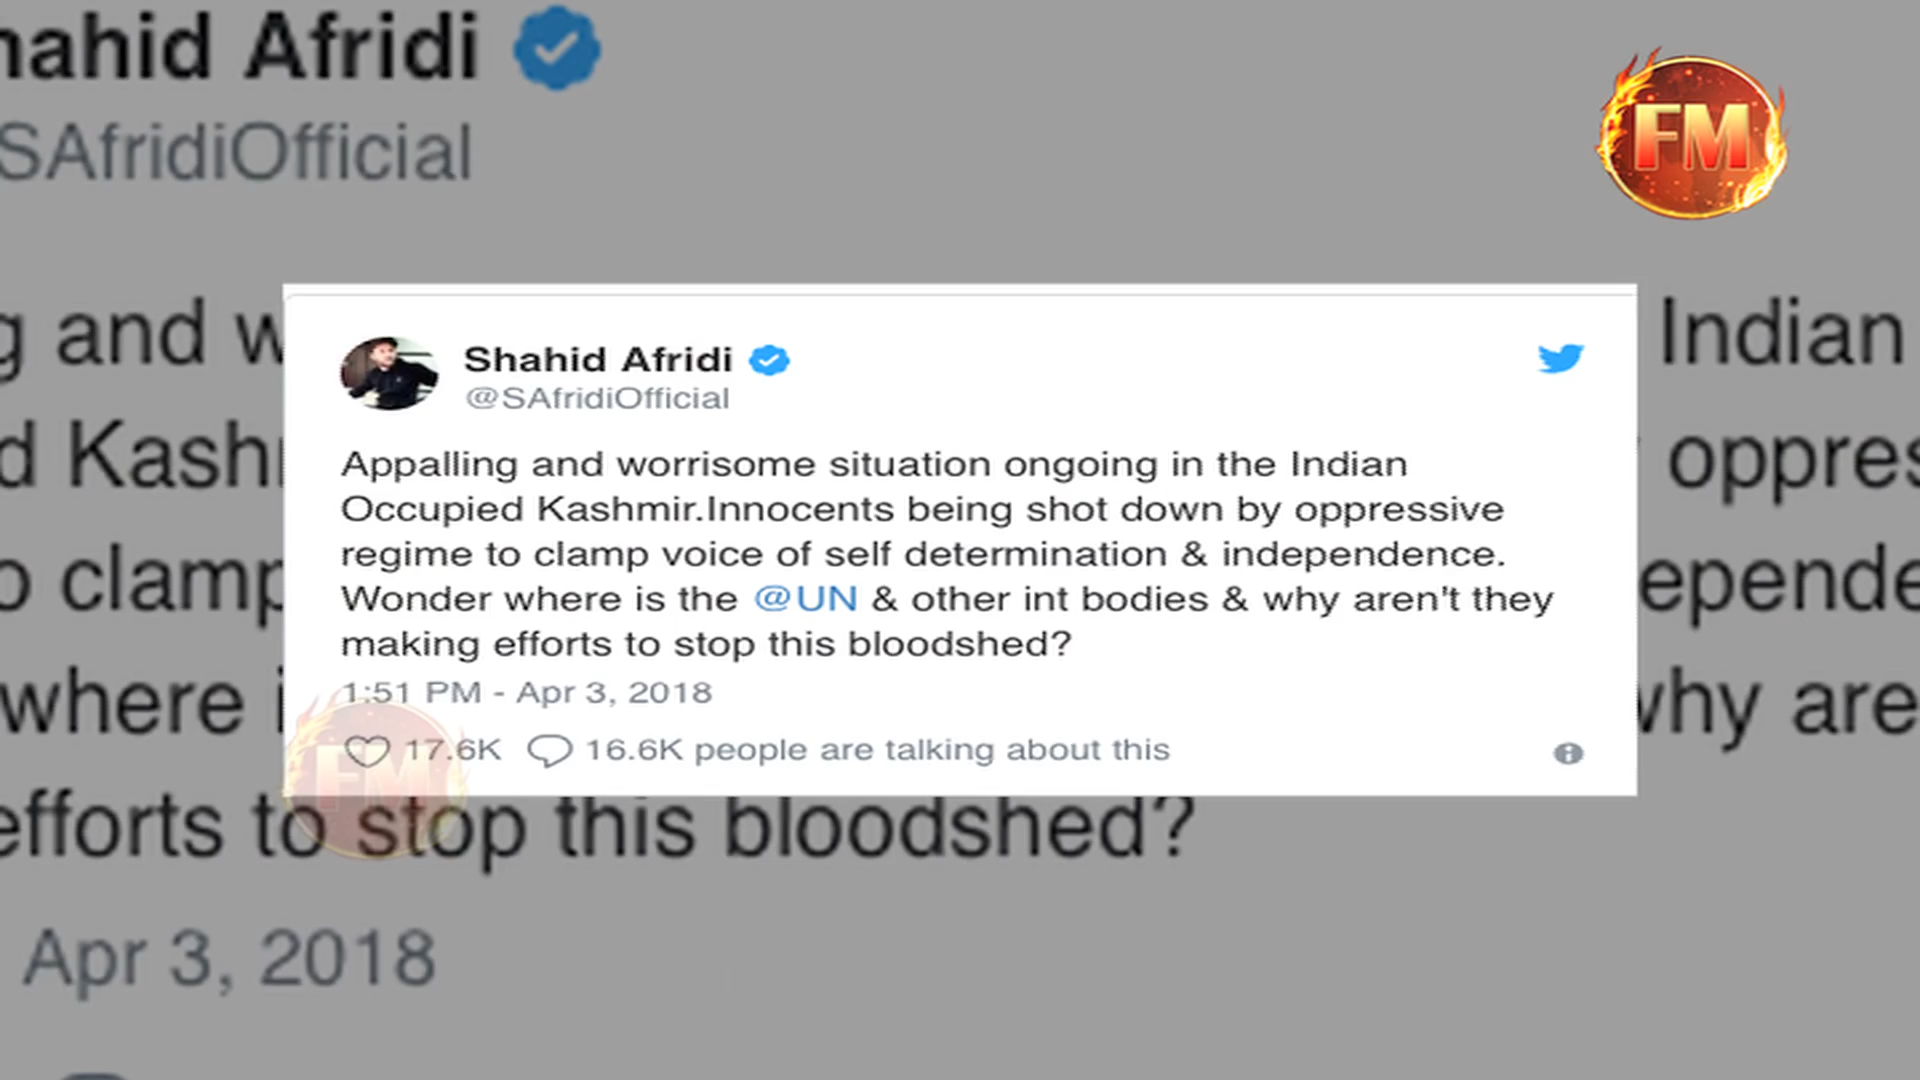 hahid Afridi
SAfridiOfficial
FM
g and w
Indian
d Kash
oppres
o clamp
epende
where i
why are
efforts to stop this bloodshed?
Apr 3, 2018
Shahid Afridi
@SAfridiOfficial
Appalling and worrisome situation ongoing in the Indian
Occupied Kashmir.Innocents being shot down by oppressive
regime to clamp voice of self determination & independence.
Wonder where is the @UN & other int bodies & why aren't they
making efforts to stop this bloodshed?
1:51 PM - Apr 3, 2018
17.6K 16.6K people are talking about this
FM